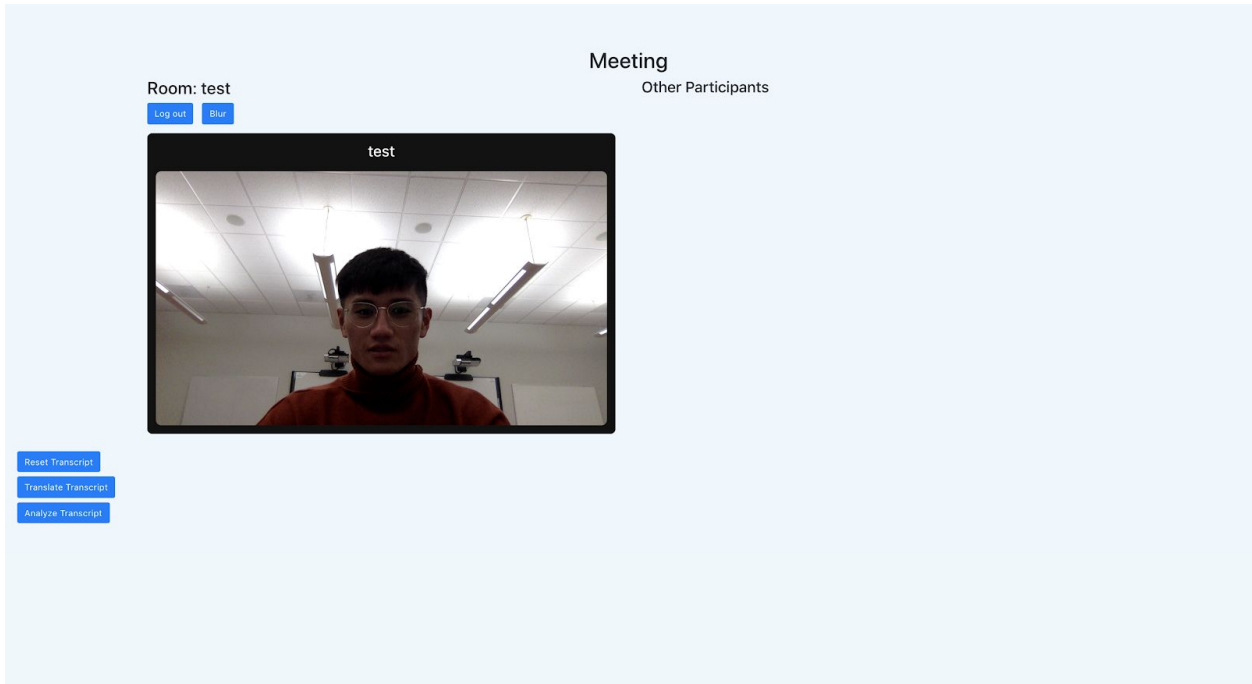 Meeting
Room: test
Other Participants
Log out
Blur
test
Reset Transcript
Translate Transcript
Analyze Transcript